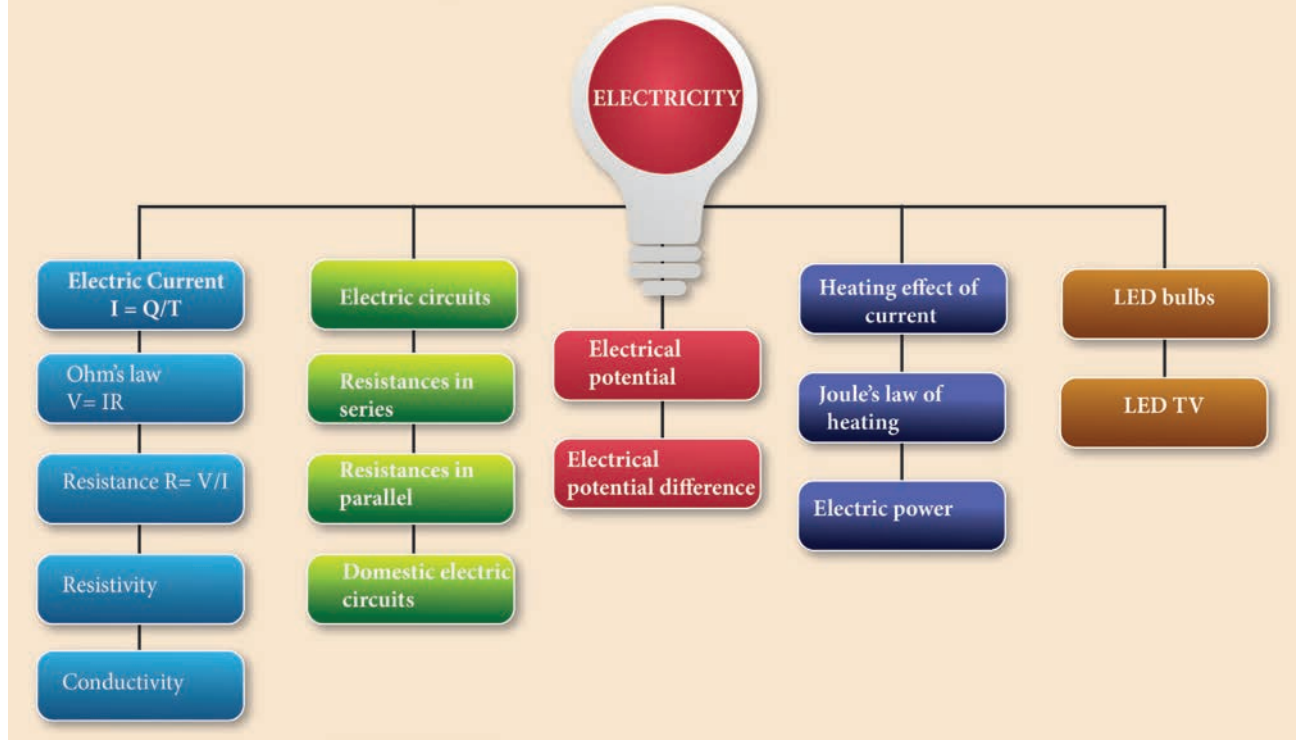 ELECTRICITY
Electric Current
I = Q/T
Ohm's law
V= IR
Resistance R= V/I
Resistivity
Conductivity
Electric circuits
Resistances in
series
Resistances in
parallel
Domestic electric
circuits
Electrical
potential
Electrical
potential difference
Heating effect of
current
Joule's law of
heating
Electric power
LED bulbs
LED TV